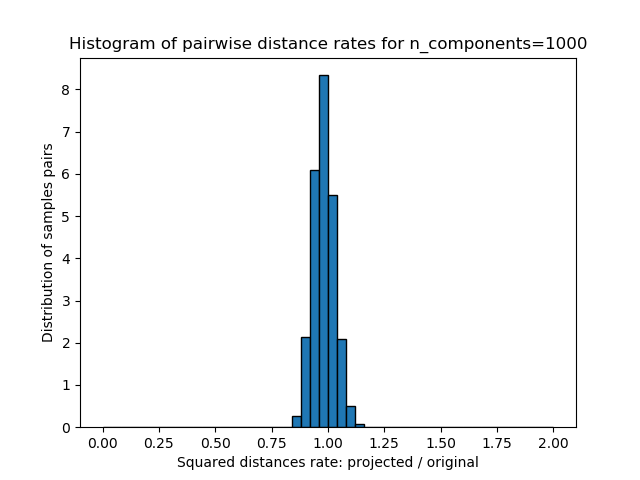 Histogram of pairwise distance rates for n_components=1000
Distribution of samples pairs
8
7
6
5
4
3
2
1
0
0.00 0.25 0.50 0.75 1.00 1.25 1.50 1.75 2.00
Squared distances rate: projected / original